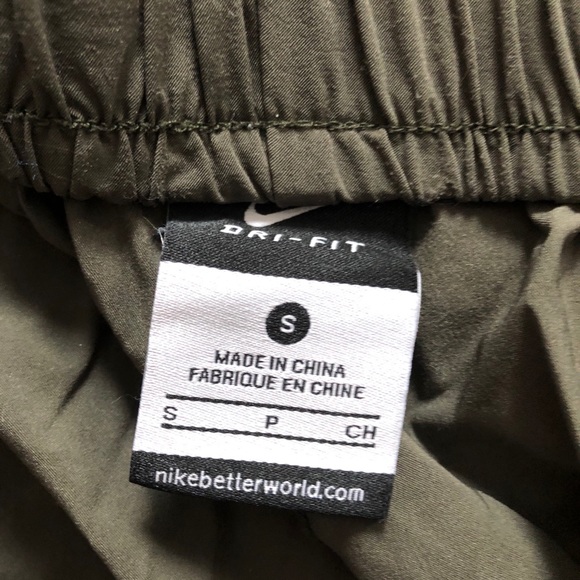 DRI-FIT
S
MADE IN CHINA
FABRIQUE EN CHINE
S P CH
nikebetterworld.com